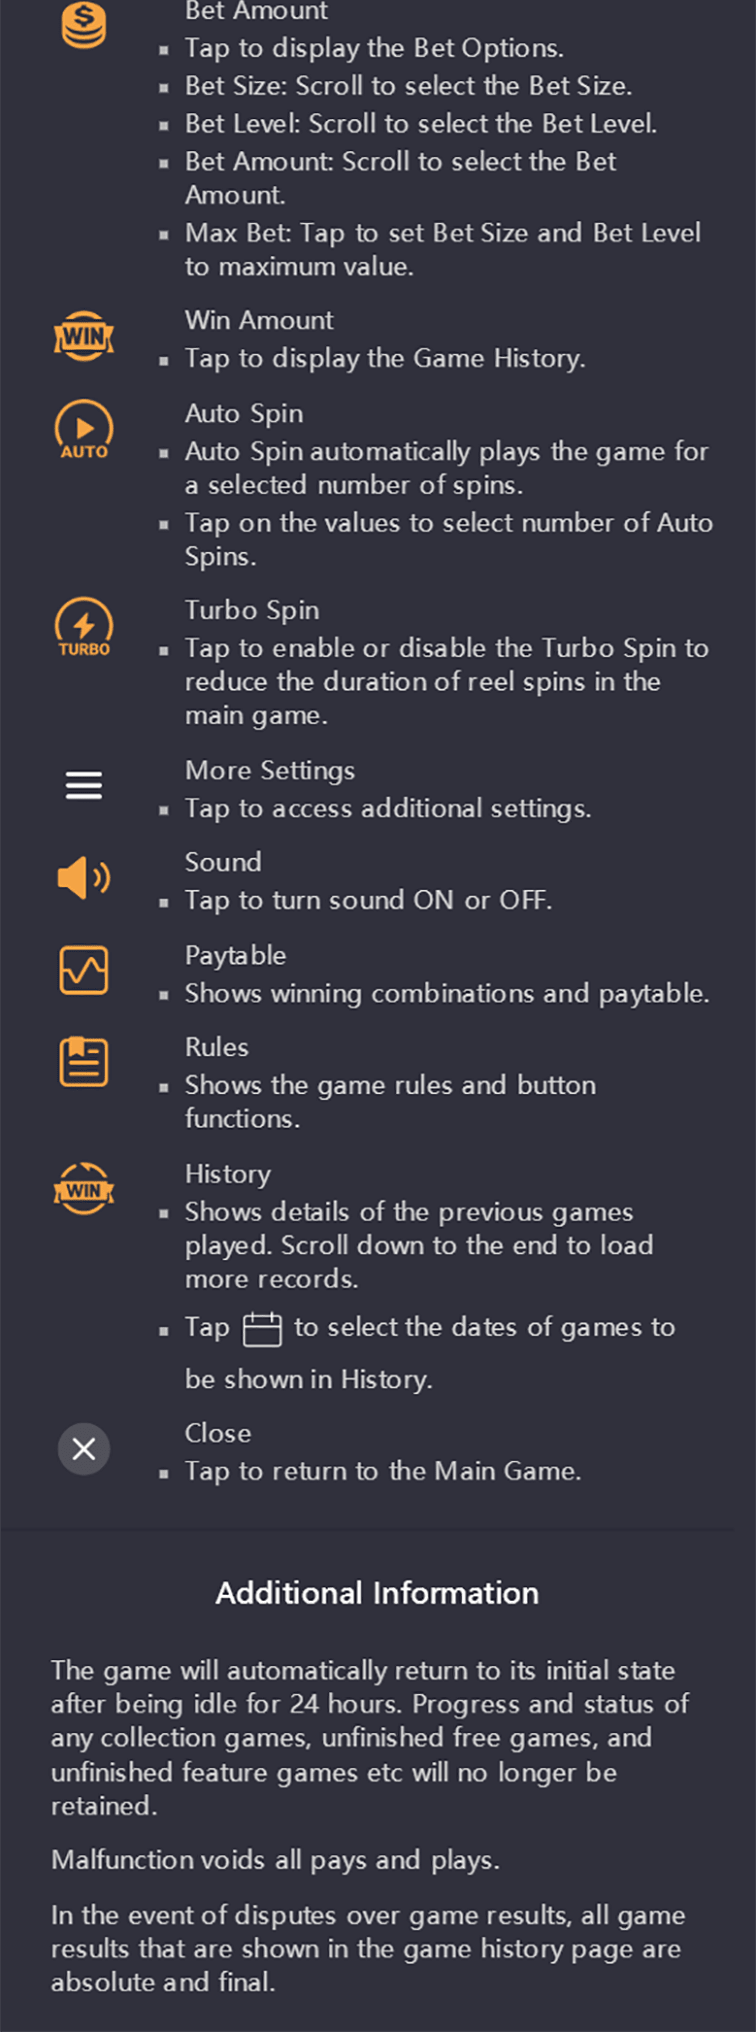 Bet Amount
Tap to display the Bet Options.
Bet Size: Scroll to select the Bet Size.
Bet Level: Scroll to select the Bet Level.
Bet Amount: Scroll to select the Bet
Amount.
Max Bet: Tap to set Bet Size and Bet Level
to maximum value.
WIN
Win Amount
Tap to display the Game History.
AUTO
Auto Spin
Auto Spin automatically plays the game for
a selected number of spins.
Tap on the values to select number of Auto
Spins.
TURBO
Turbo Spin
Tap to enable or disable the Turbo Spin to
reduce the duration of reel spins in the
main game.
More Settings
Tap to access additional settings.
Sound
Tap to turn sound ON or OFF.
Paytable
Shows winning combinations and paytable.
Rules
Shows the game rules and button
functions.
WIN
History
Shows details of the previous games
played. Scroll down to the end to load
more records.
Tap to select the dates of games to
be shown in History.
Close
Tap to return to the Main Game.
Additional Information
The game will automatically return to its initial state
after being idle for 24 hours. Progress and status of
any collection games, unfinished free games, and
unfinished feature games etc will no longer be
retained.
Malfunction voids all pays and plays.
In the event of disputes over game results, all game
results that are shown in the game history page are
absolute and final.